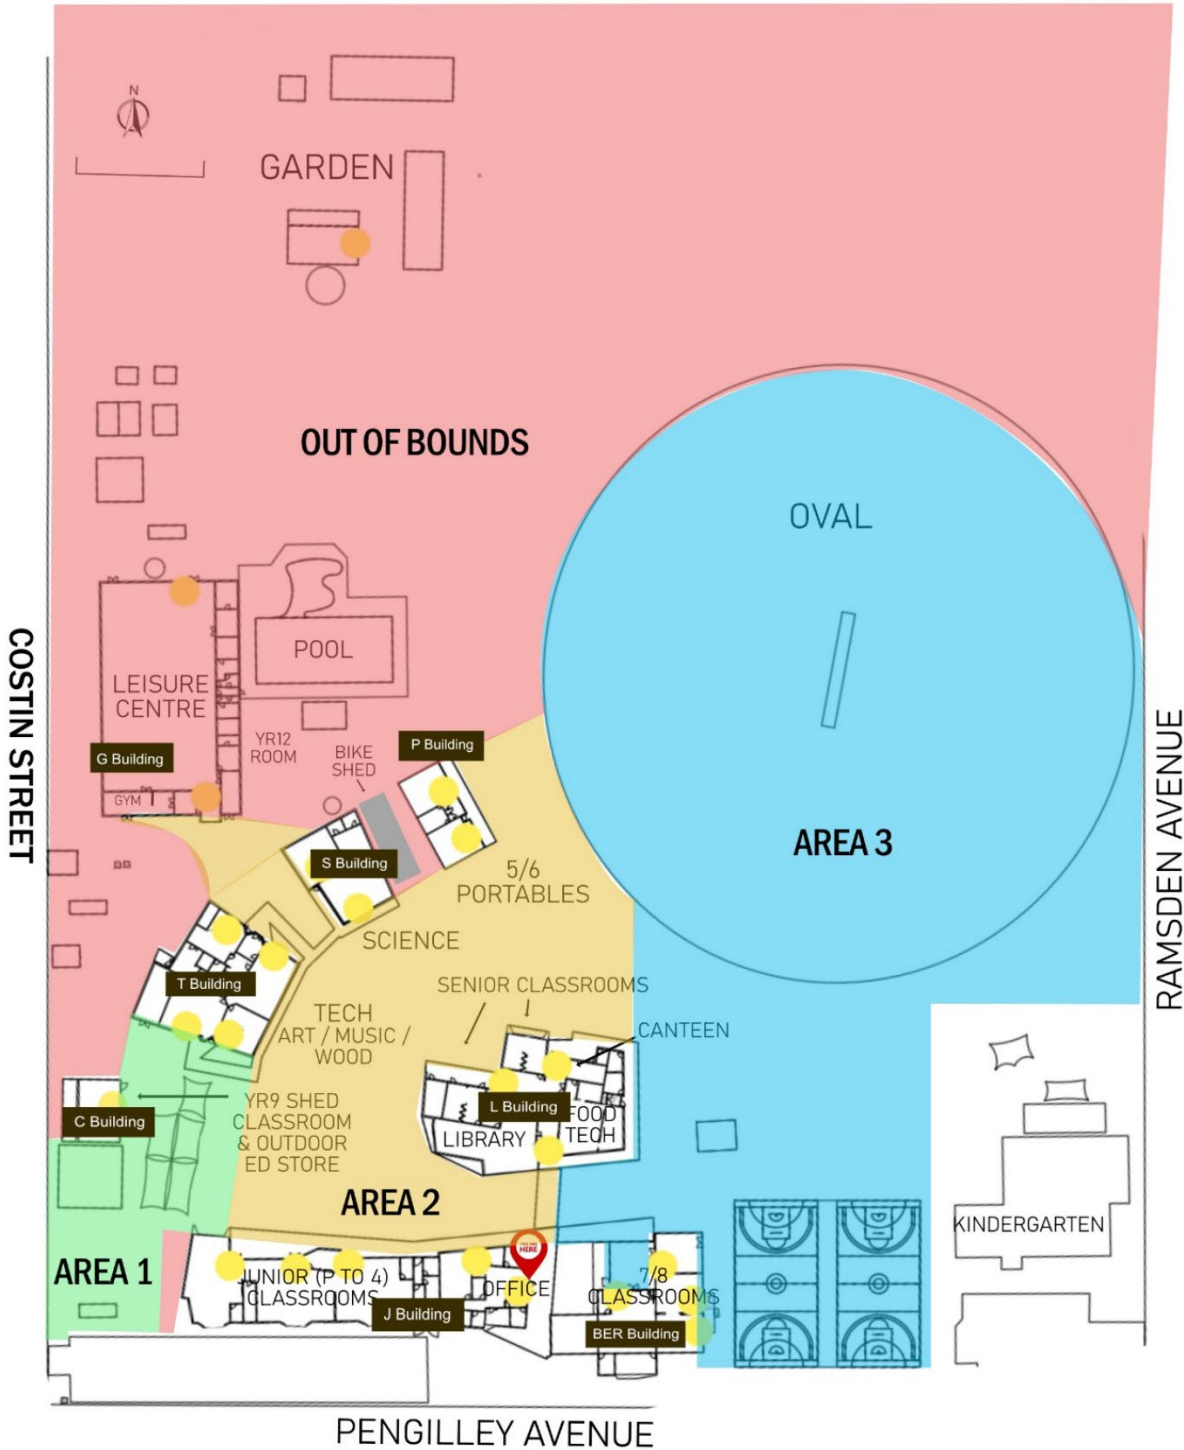 N
GARDEN
OUT OF BOUNDS
OVAL
POOL
LEISURE
CENTRE
COSTIN STREET
RAMSDEN AVENUE
YR12
ROOM
BIKE
SHED
P Building
G Building
GYM
AREA 3
S Building
5/6
PORTABLES
SCIENCE
T Building
SENIOR CLASSROOMS
TECH
ART / MUSIC /
WOOD
CANTEEN
YR9 SHED
CLASSROOM
& OUTDOOR
ED STORE
C Building
L Building
FOOD
TECH
LIBRARY
AREA 2
KINDERGARTEN
AREA 1
YOU ARE
HERE
JUNIOR (P TO 4)
CLASSROOMS
OFFICE
7/8
CLASSROOMS
J Building
BER Building
PENGILLEY AVENUE